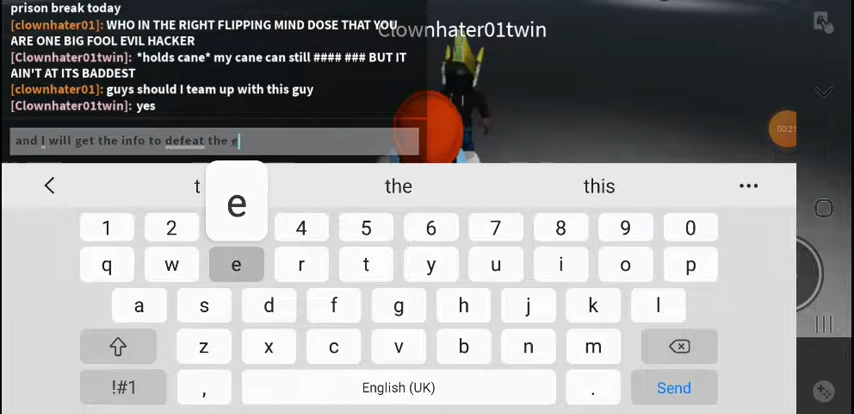 prison break today
[clownhater01]: WHO IN THE RIGHT FLIPPING MIND DOSE THAT YOU
ARE ONE BIG FOOL EVIL HACKER
[Clownhater01twin]: *holds cane* my cane can still #### ### BUT IT
AIN'T AT ITS BADDEST
[clownhater01]: guys should I team up with this guy
[Clownhater01twin]: yes
Clownhater01twin
and I will get the info to defeat the e
t the this
e
1 2 4 5 6 7 8 9 0
q w e r t y u i o p
a s d f g h j k l
z x c v b n m
!#1 , English (UK) . Send